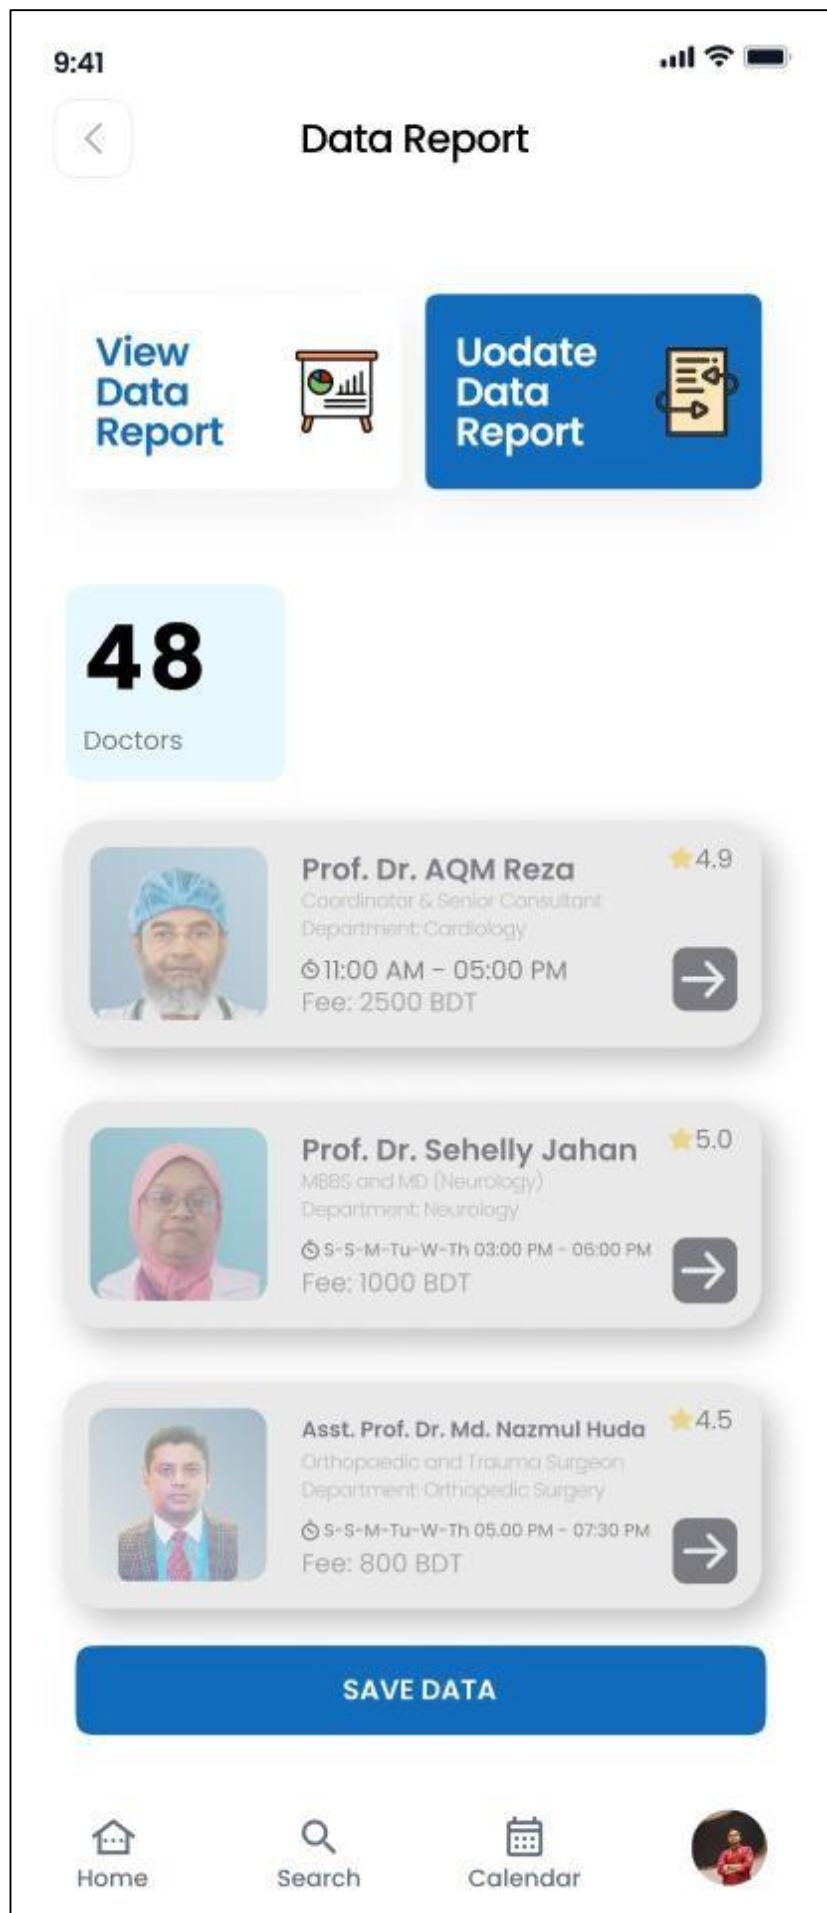 9:41
Data Report
View
Data
Report
Uodate
Data
Report
48
Doctors
Prof. Dr. AQM Reza
4.9
Coordinator & Senior Consultant
Department: Cardiology
11:00 AM - 05:00 PM
Fee: 2500 BDT
Prof. Dr. Sehelly Jahan
5.0
MBBS and MD (Neurology)
Department: Neurology
S-S-M-Tu-W-Th 03:00 PM - 06:00 PM
Fee: 1000 BDT
Asst. Prof. Dr. Md. Nazmul Huda
4.5
Orthopaedic and Trauma Surgeon
Department: Orthopedic Surgery
S-S-M-Tu-W-Th 05.00 PM - 07:30 PM
Fee: 800 BDT
SAVE DATA
Home
Search
Calendar